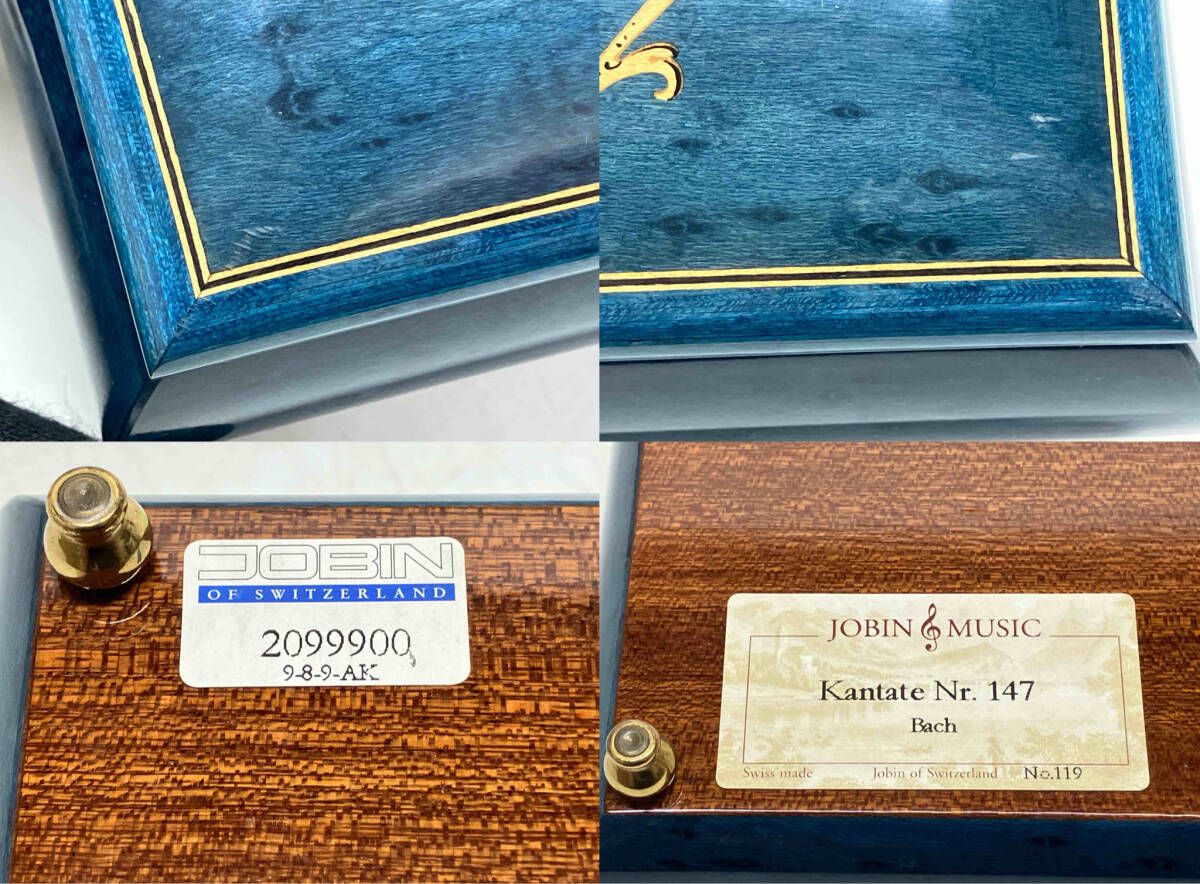 JOBIN
OF SWITZERLAND
2099900
9-8-9-AK
JOBIN MUSIC
Kantate Nr. 147
Bach
Swiss made Jobin of Switzerland No.119